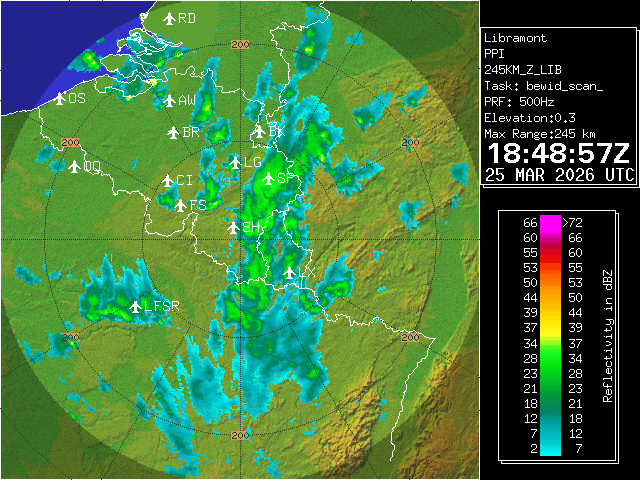 RD
200
OS
AW
BR
BK
200
200
QQ
LG
CI
SP
FS
SH
LX
LFSR
200
200
200
Libramont
PPI
245KM_Z_LIB
Task: bewid_scan_
PRF: 500Hz
Elevation:0.3
Max Range:245 km
18:48:57Z
25 MAR 2026 UTC
66 >72
60 66
55 60
53 55
50 53
44 50
39 44
37 39
34 37
28 34
23 28
21 23
18 21
12 18
7 12
2 7
Reflectivity in dBZ